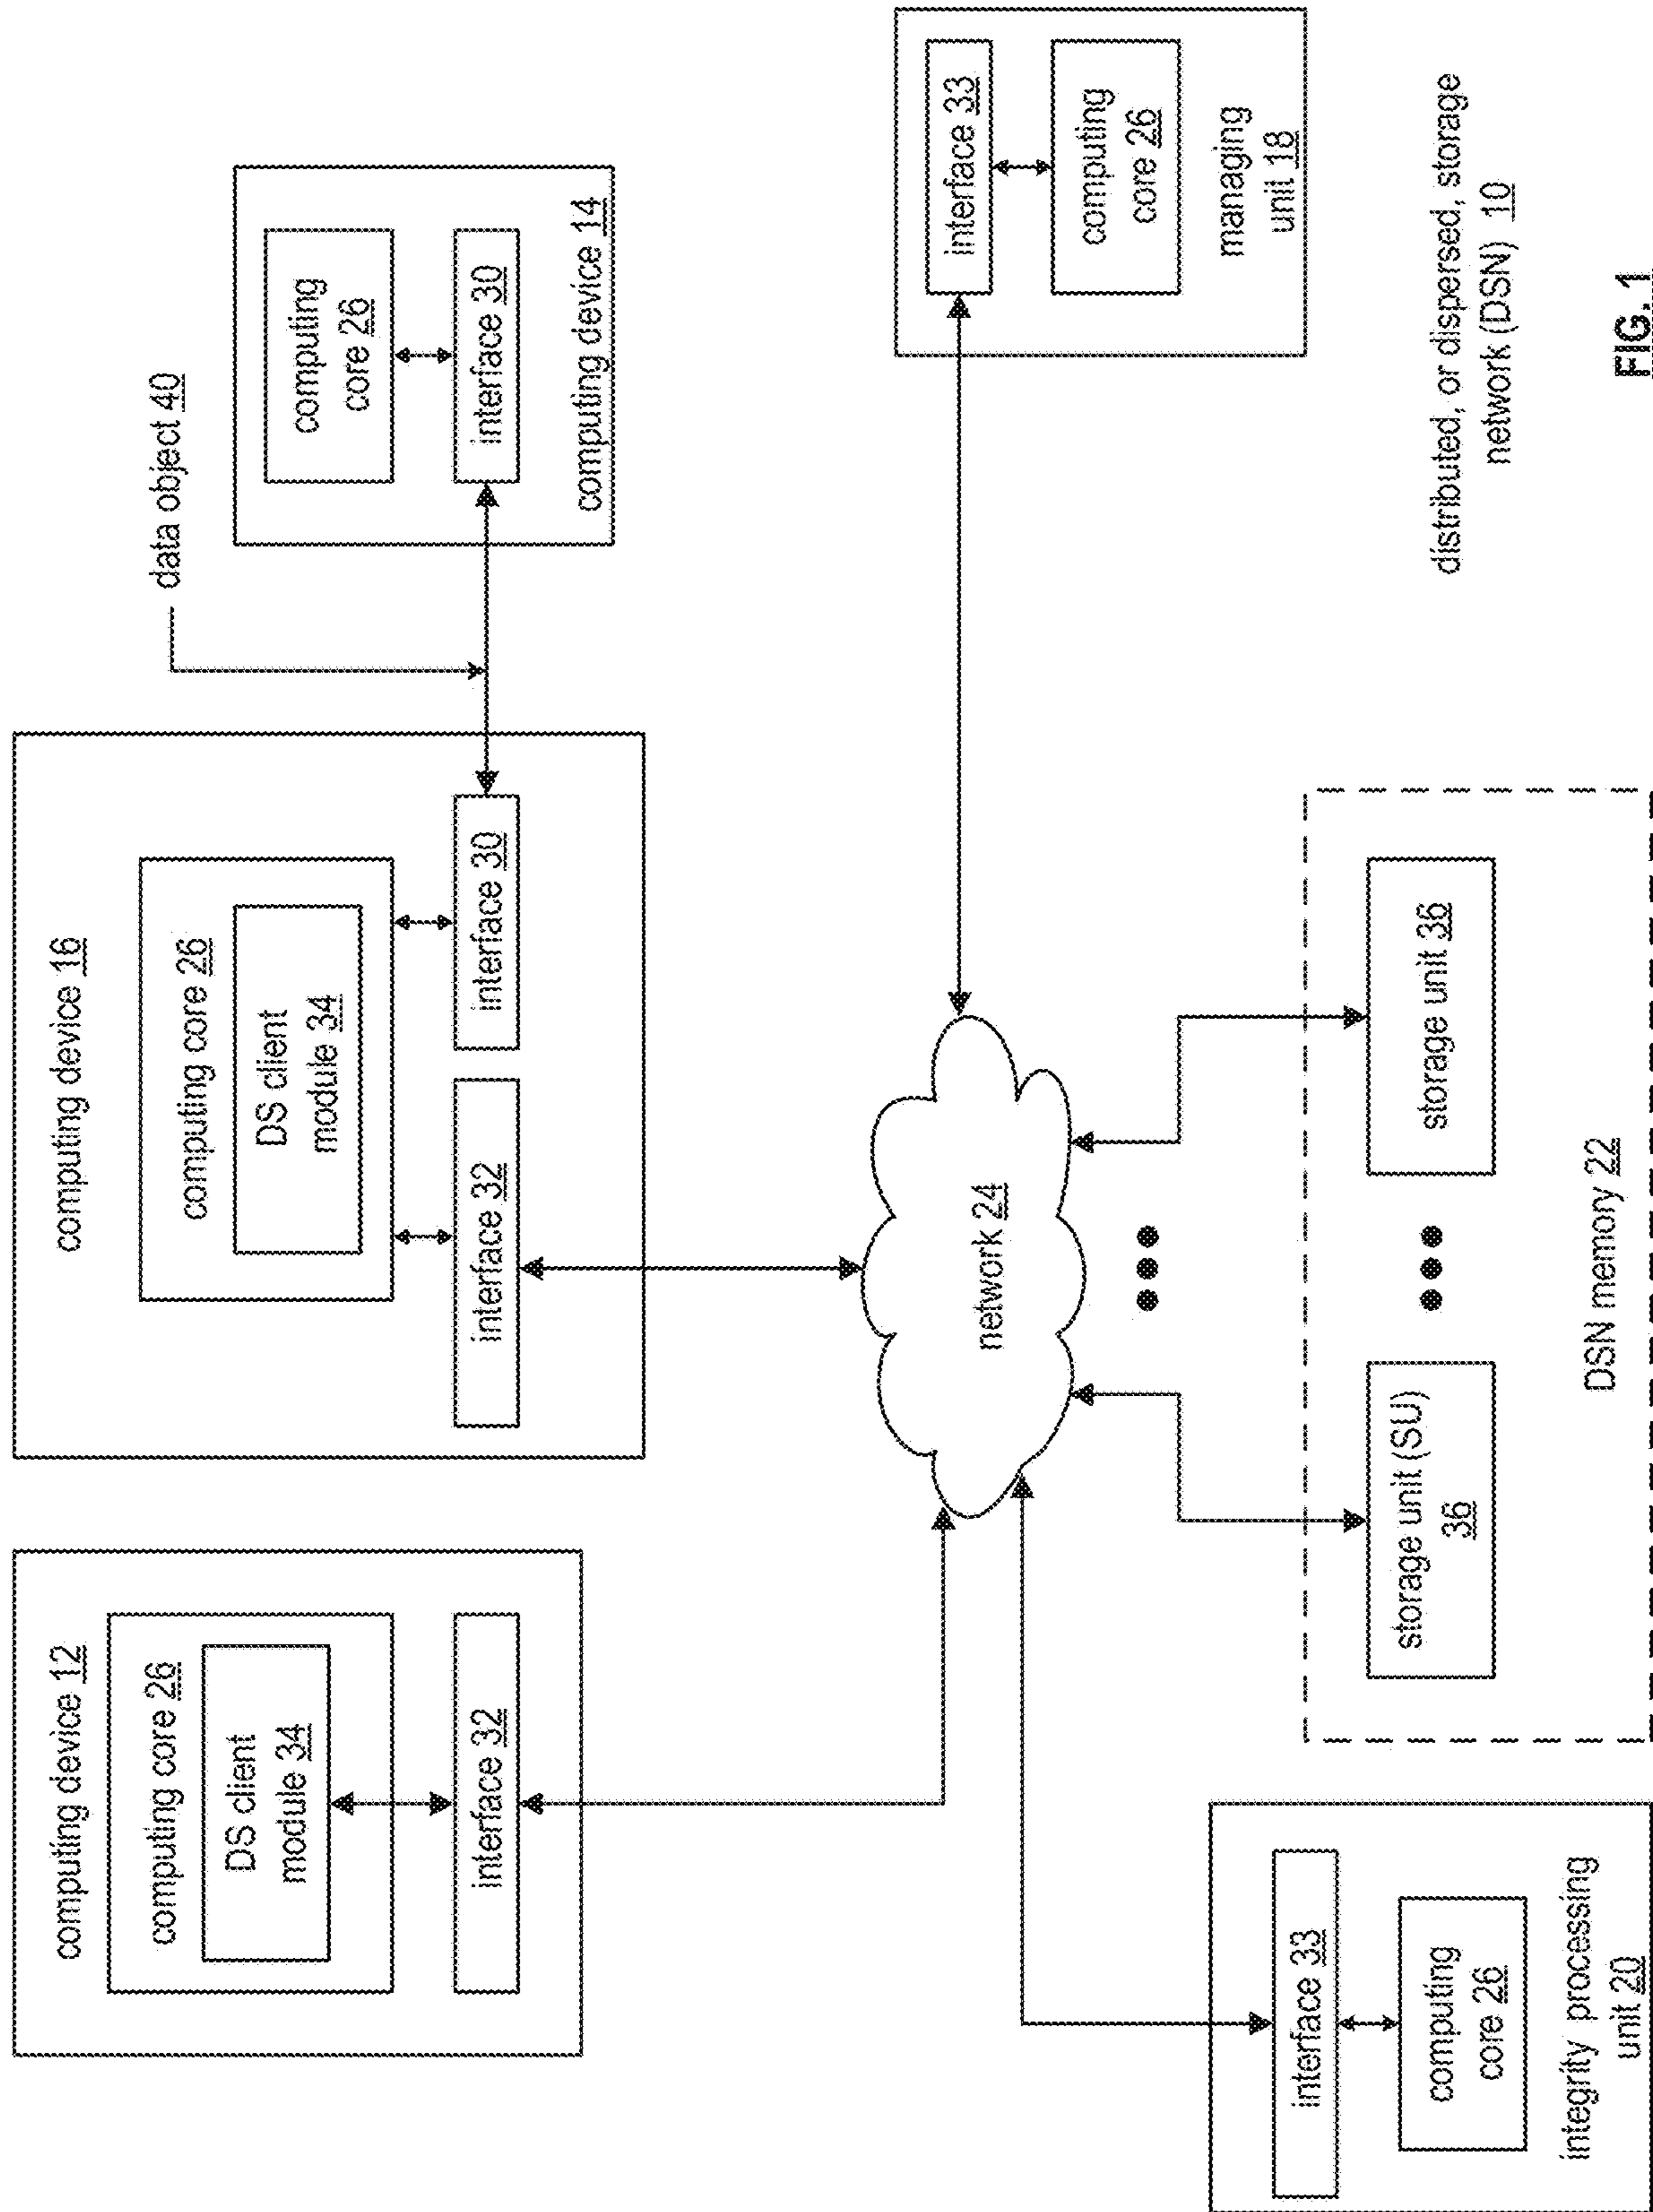 computing device 12
computing core 26
DS client
module 34
interface 32
computing device 16
computing core 26
DS client
module 34
interface 32
interface 30
data object 40
computing
core 26
interface 30
computing device 14
network 24
interface 33
computing
core 26
managing
unit 18
interface 33
computing
core 26
integrity processing
unit 20
storage unit (SU)
36
storage unit 36
DSN memory 22
distributed, or dispersed, storage
network (DSN) 10
FIG. 1